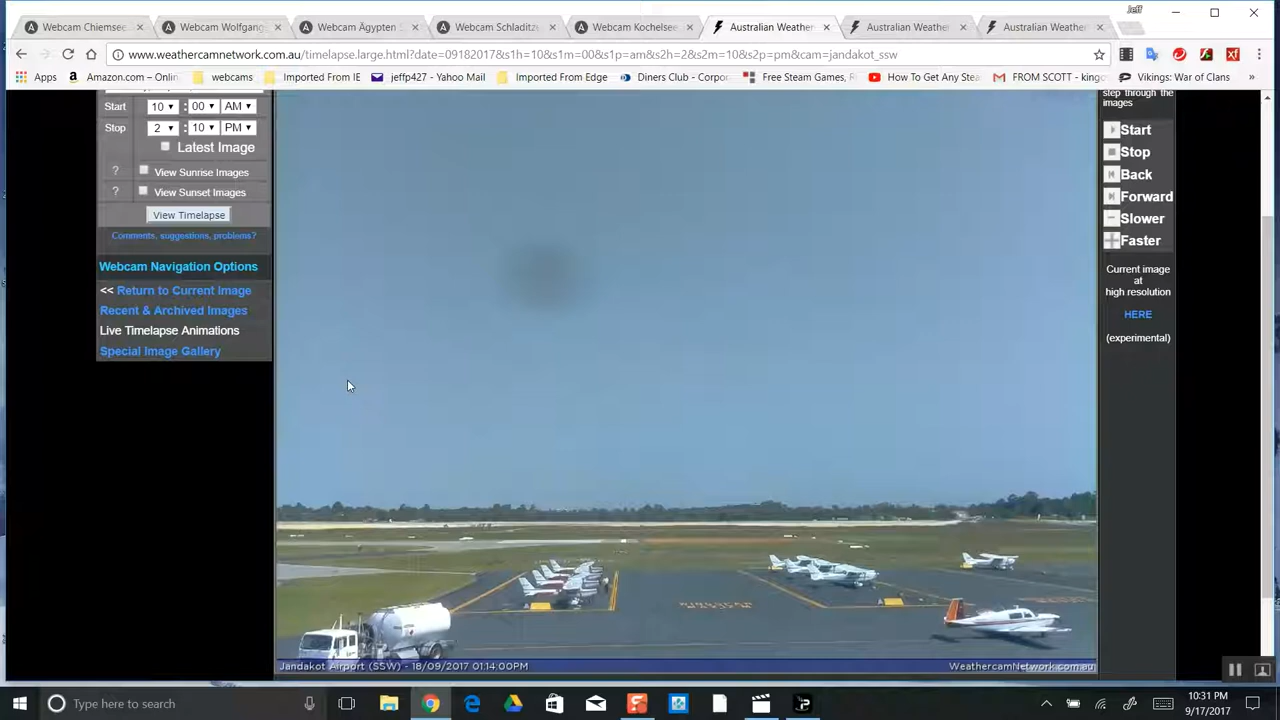 Jeff
Webcam Chiemsee
Webcam Wolfgang
Webcam Ägypten S
Webcam Schladitze
Webcam Kochelsee
Australian Weather
Australian Weather
Australian Weather
www.weathercamnetwork.com.au/timelapse.large.html?date=09182017&s1h=10&s1m=00&s1p=am&s2h=2&s2m=10&s2p=pm&cam=jandakot_ssw
Apps
Amazon.com – Onlin
webcams
Imported From IE
jeffp427 - Yahoo Mail
Imported From Edge
Diners Club - Corro
Free Steam Games, R
How To Get Any Stea
FROM SCOTT - kingo
Vikings: War of Clans
step through the
images
Start 10 : 00 AM
Stop 2 : 10 PM
Latest Image
? View Sunrise Images
? View Sunset Images
View Timelapse
Comments, suggestions, problems?
Webcam Navigation Options
<< Return to Current Image
Recent & Archived Images
Live Timelapse Animations
Special Image Gallery
Start
Stop
Back
Forward
Slower
Faster
Current image
at
high resolution
HERE
(experimental)
Jandakot Airport (SSW) - 18/09/2017 01:14:00PM
WeathercamNetwork.com.au
Type here to search
10:31 PM
9/17/2017